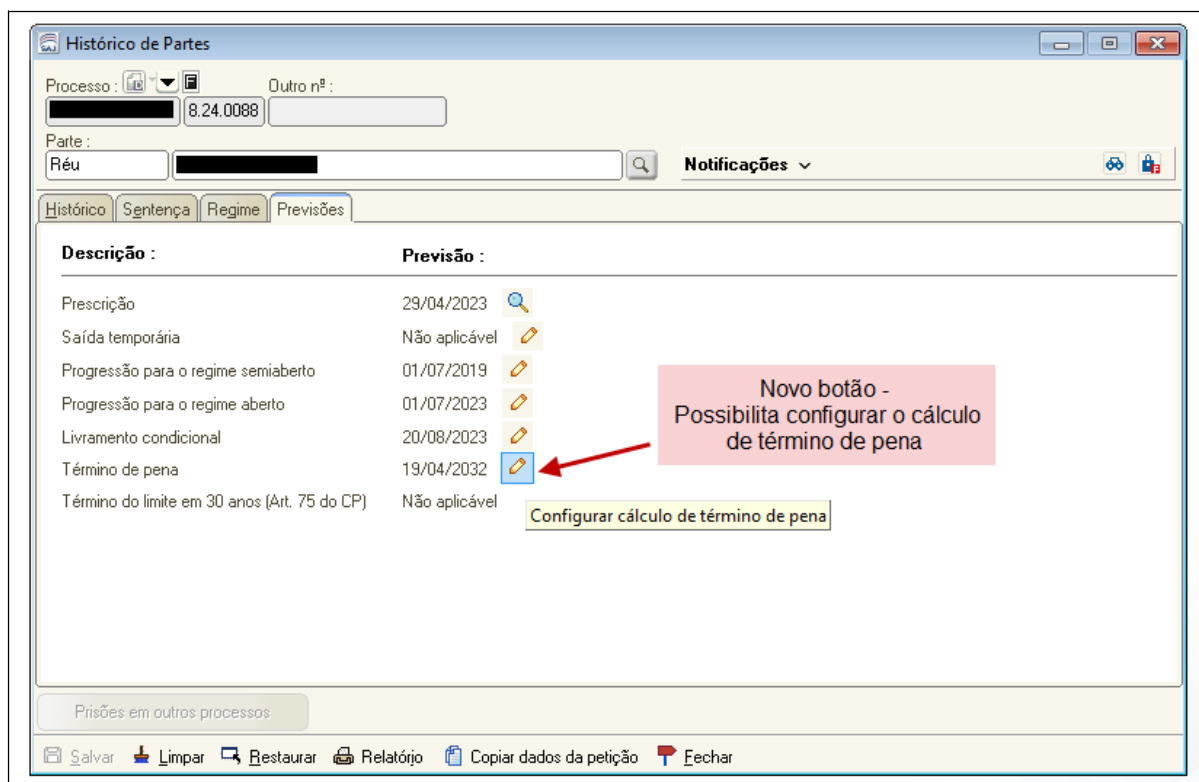 Histórico de Partes
Processo :
Outro nº :
8.24.0088
Parte :
Réu
Notificações
Histórico Sentença Regime Previsões
Descrição : Previsão :
Prescrição 29/04/2023
Saída temporária Não aplicável
Progressão para o regime semiaberto 01/07/2019
Progressão para o regime aberto 01/07/2023
Livramento condicional 20/08/2023
Término de pena 19/04/2032
Término do limite em 30 anos (Art. 75 do CP) Não aplicável
Novo botão -
Possibilita configurar o cálculo
de término de pena
Configurar cálculo de término de pena
Prisões em outros processos
Salvar Limpar Restaurar Relatório Copiar dados da petição Fechar